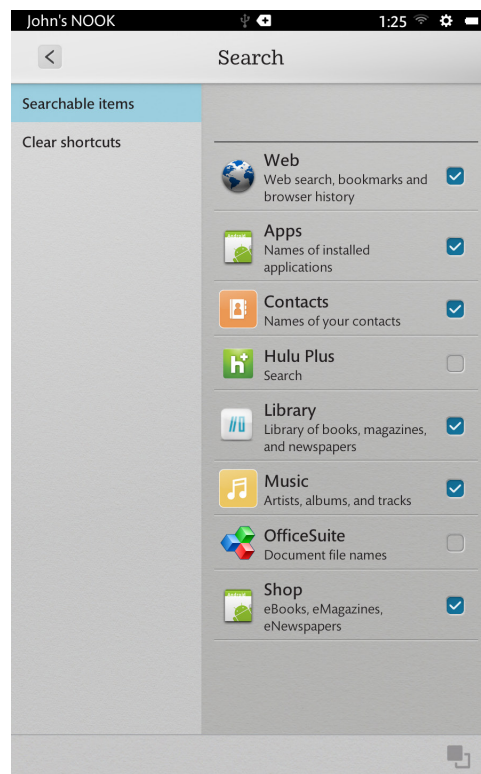 John's NOOK
1:25
Search
Searchable items
Clear shortcuts
Web
Web search, bookmarks and
browser history
Apps
Names of installed
applications
Contacts
Names of your contacts
h+
Hulu Plus
Search
Library
Library of books, magazines,
and newspapers
Music
Artists, albums, and tracks
OfficeSuite
Document file names
Shop
eBooks, eMagazines,
eNewspapers